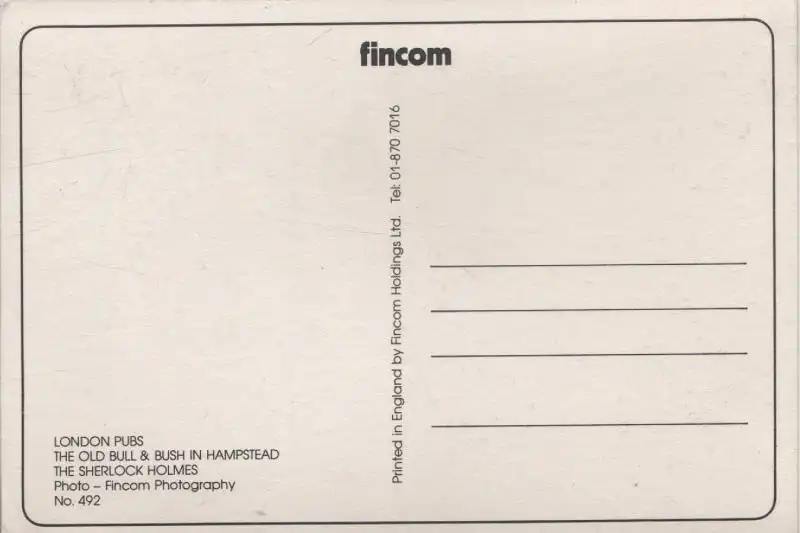 fincom
Printed in England by Fincom Holdings Ltd. Tel: 01-870 7016
LONDON PUBS
THE OLD BULL & BUSH IN HAMPSTEAD
THE SHERLOCK HOLMES
Photo – Fincom Photography
No. 492